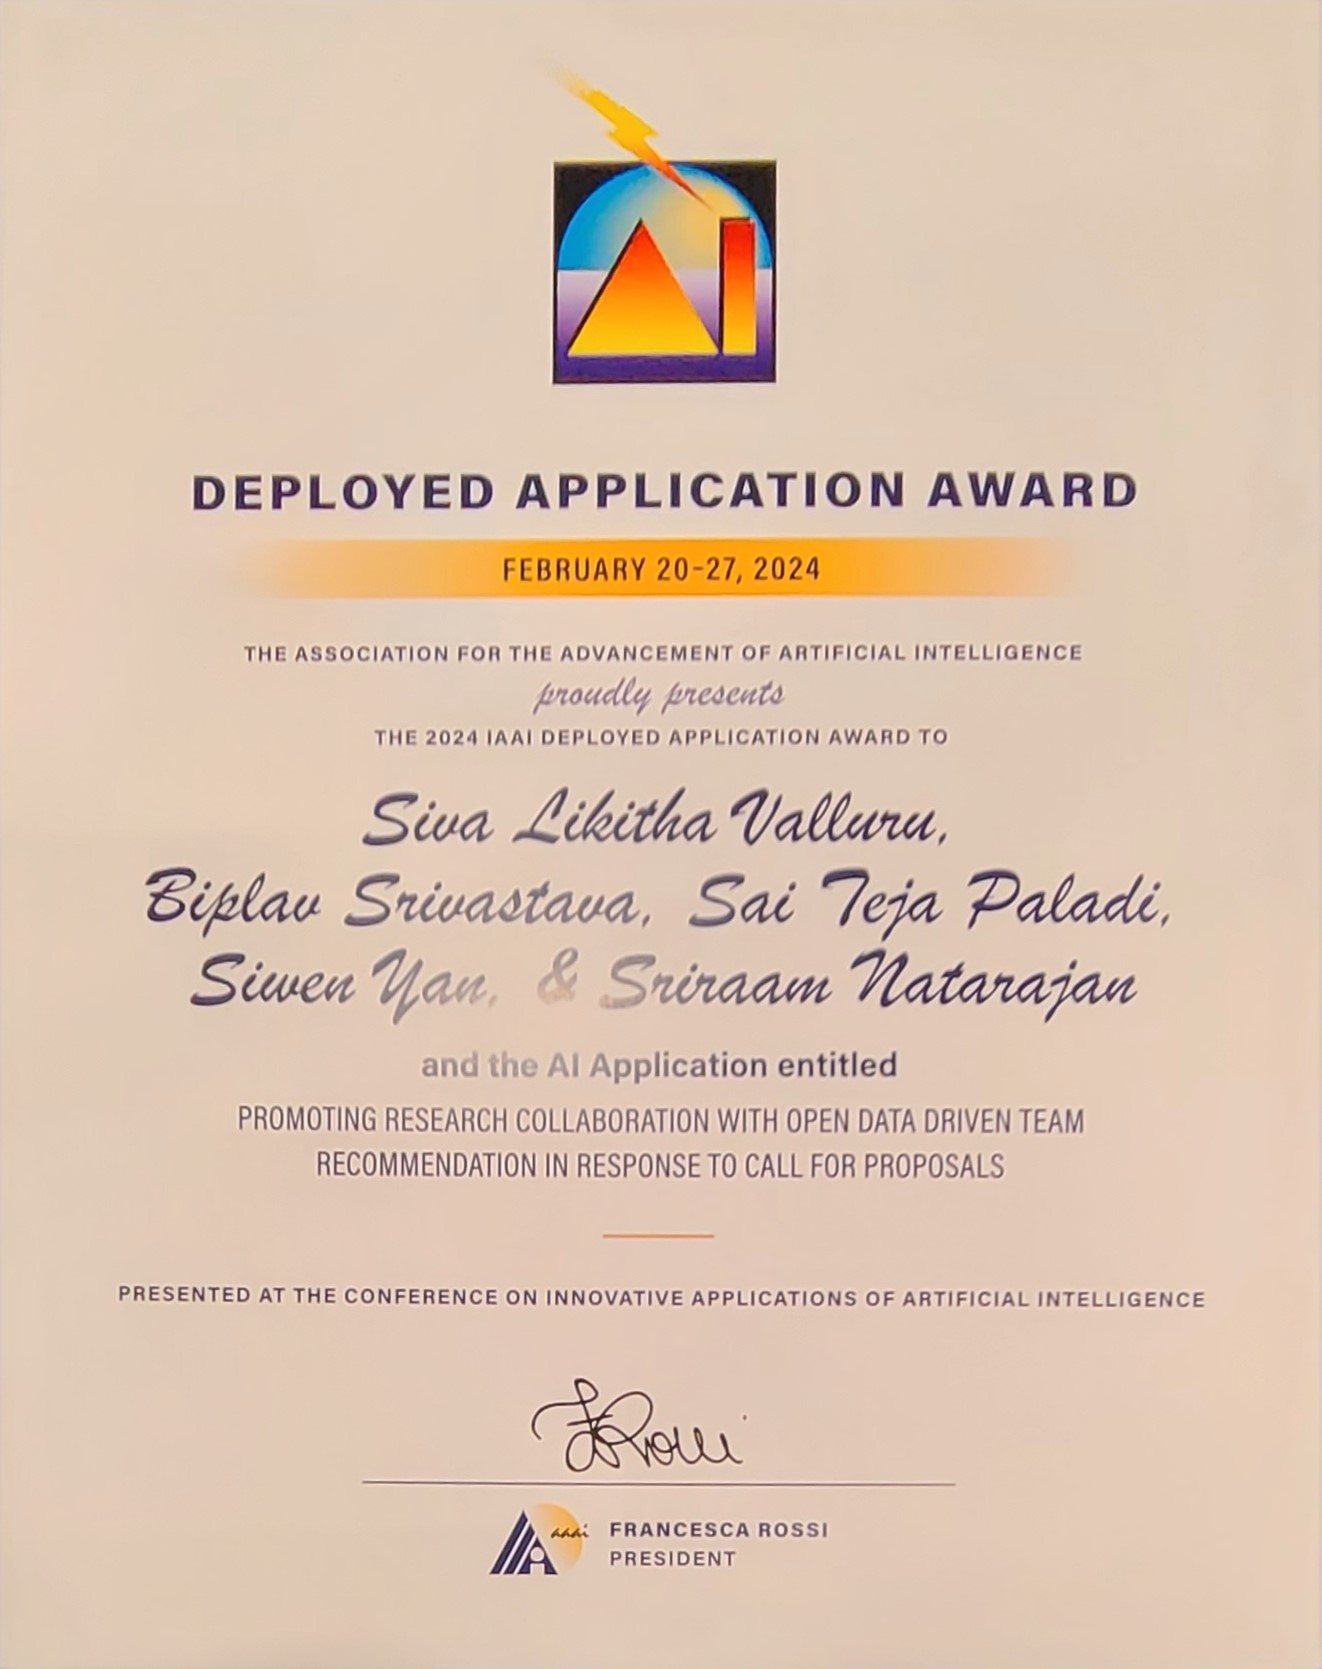 AI
DEPLOYED APPLICATION AWARD
FEBRUARY 20-27, 2024
THE ASSOCIATION FOR THE ADVANCEMENT OF ARTIFICIAL INTELLIGENCE
proudly presents
THE 2024 IAAI DEPLOYED APPLICATION AWARD TO
Siva Likitha Valluru,
Biplav Srivastava, Sai Teja Paladi,
Siwen Yan, & Sriraam Natarajan
and the AI Application entitled
PROMOTING RESEARCH COLLABORATION WITH OPEN DATA DRIVEN TEAM
RECOMMENDATION IN RESPONSE TO CALL FOR PROPOSALS
PRESENTED AT THE CONFERENCE ON INNOVATIVE APPLICATIONS OF ARTIFICIAL INTELLIGENCE
FRossi
aaai
FRANCESCA ROSSI
PRESIDENT